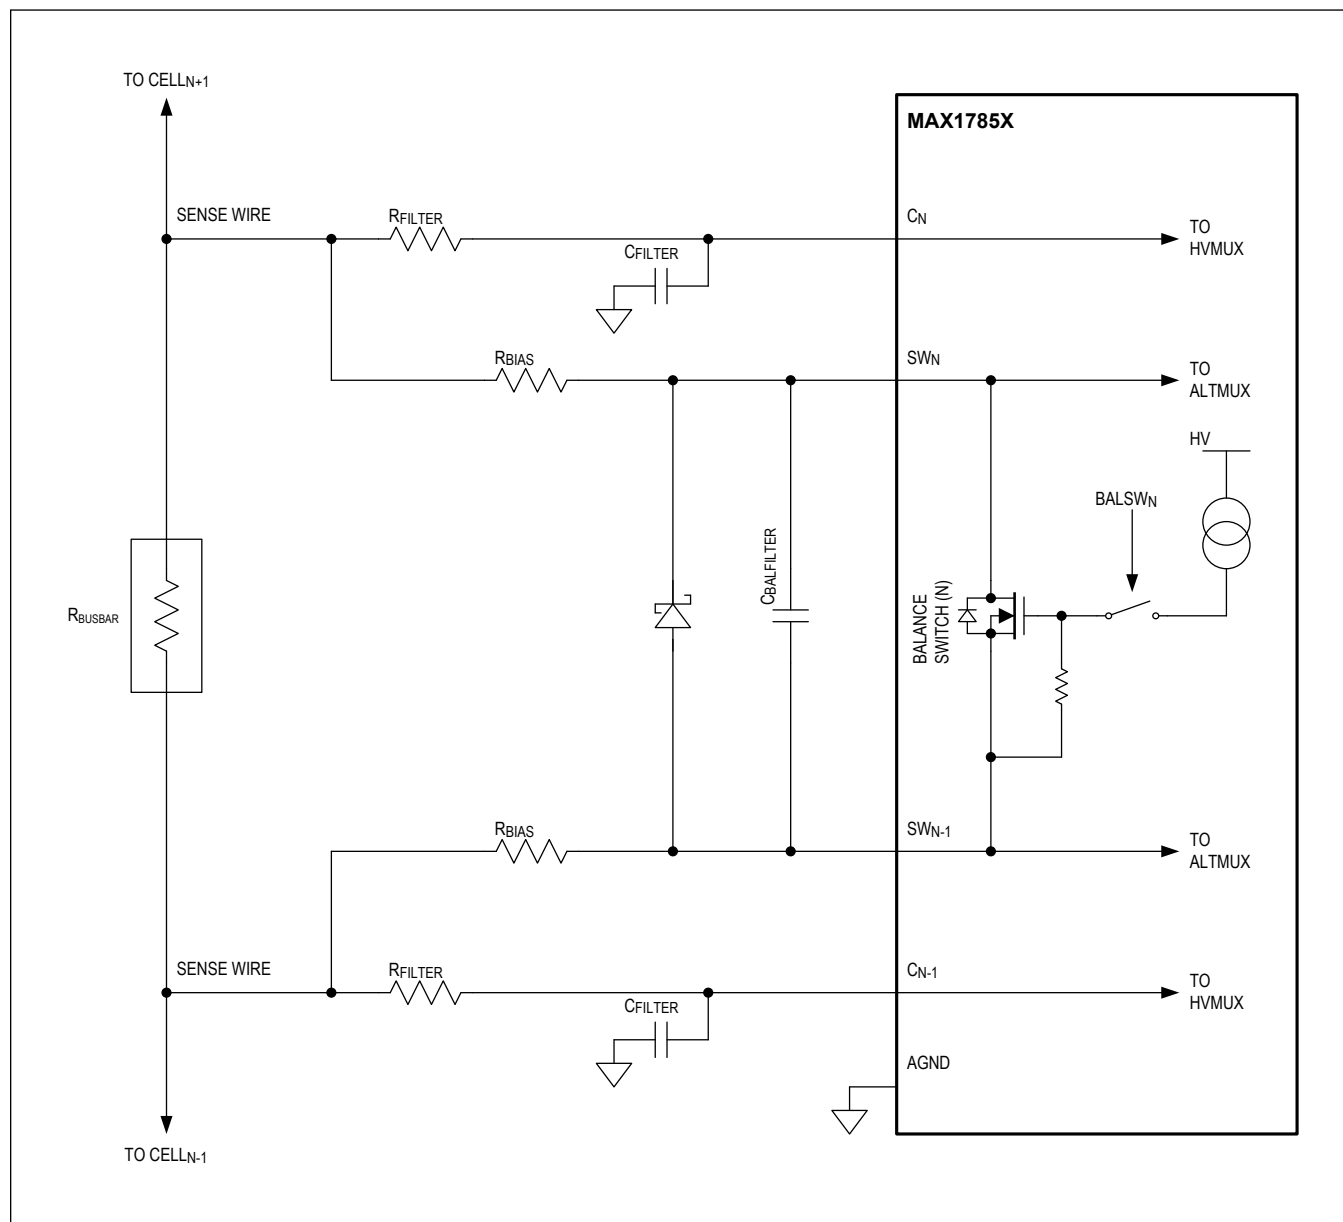 TO CELLN+1
MAX1785X
SENSE WIRE
RFILTER
CN
TO
HVMUX
CFILTER
RBIAS
SWN
TO
ALTMUX
HV
BALSWN
CBALFILTER
BALANCE
SWITCH (N)
RBUSBAR
RBIAS
SWN-1
TO
ALTMUX
SENSE WIRE
RFILTER
CN-1
TO
HVMUX
CFILTER
AGND
TO CELLN-1